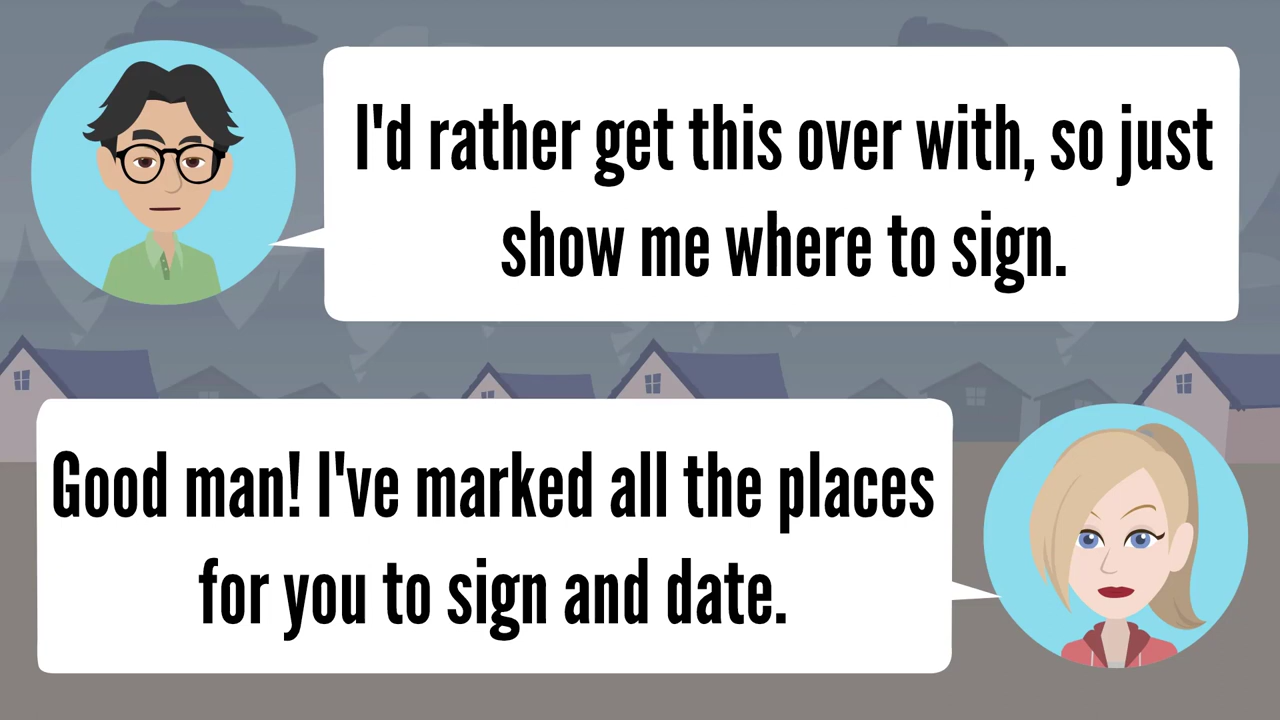 I'd rather get this over with, so just
show me where to sign.
Good man! I've marked all the places
for you to sign and date.